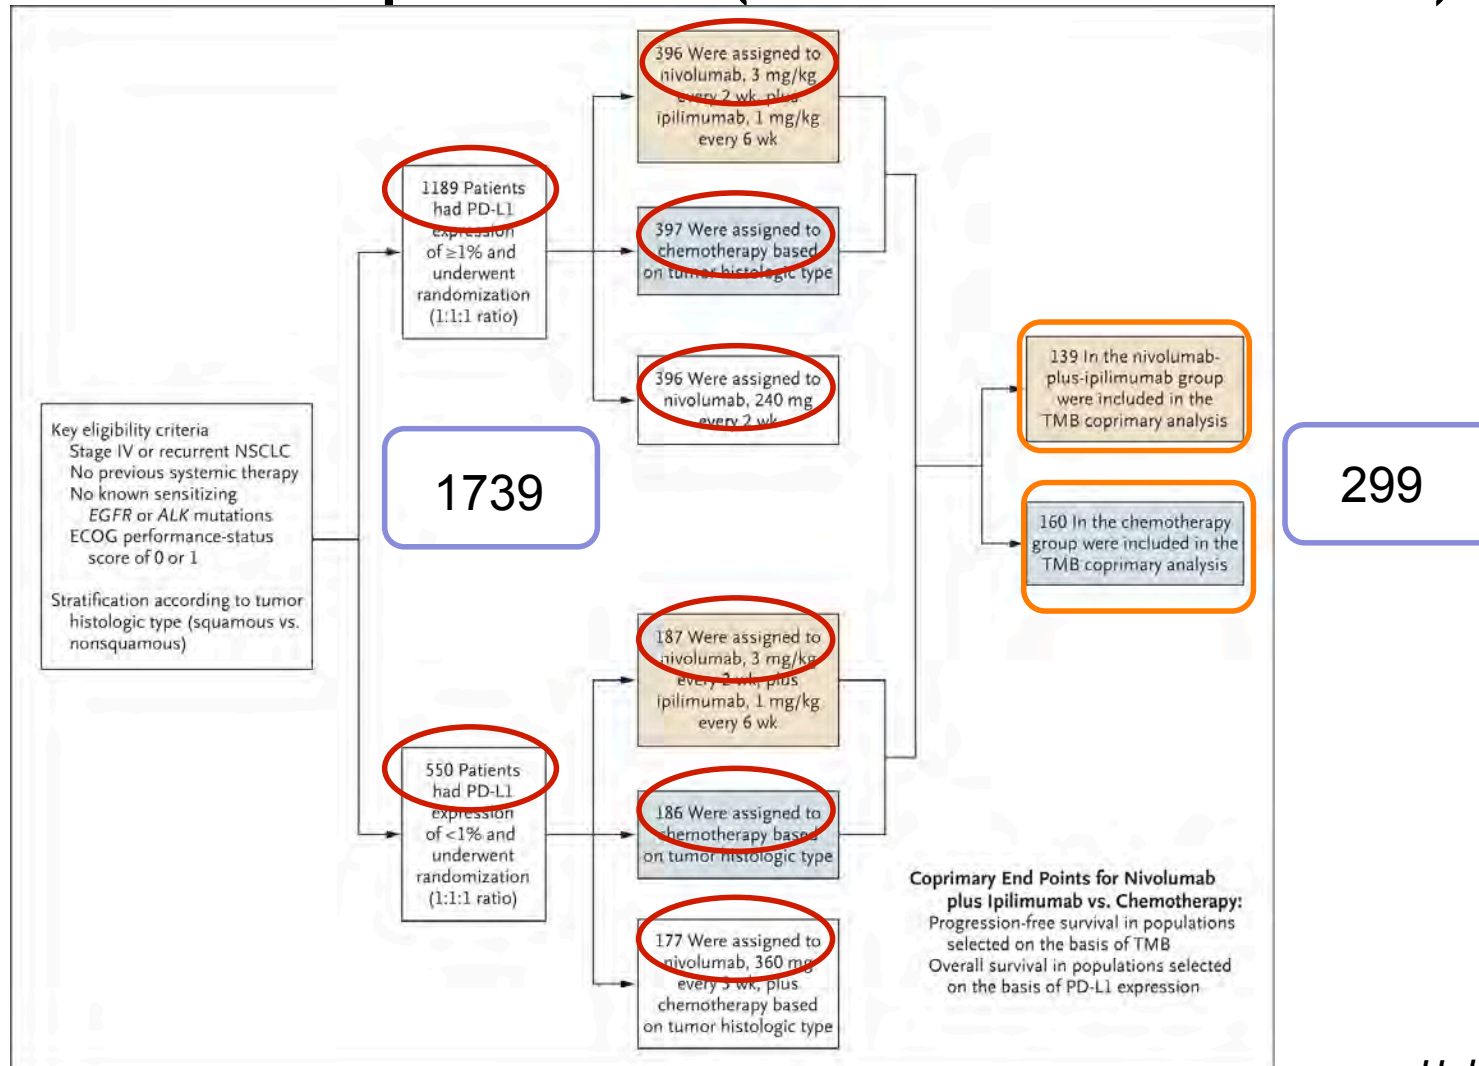 396 Were assigned to
nivolumab, 3 mg/kg
every 2 wk, plus
ipilimumab, 1 mg/kg
every 6 wk
1189 Patients
had PD-L1
expression
of ≥1% and
underwent
randomization
(1:1:1 ratio)
397 Were assigned to
chemotherapy based
on tumor histologic type
396 Were assigned to
nivolumab, 240 mg
every 2 wk
139 In the nivolumab-
plus-ipilimumab group
were included in the
TMB coprimary analysis
Key eligibility criteria
Stage IV or recurrent NSCLC
No previous systemic therapy
No known sensitizing
EGFR or ALK mutations
ECOG performance-status
score of 0 or 1
Stratification according to tumor
histologic type (squamous vs.
nonsquamous)
1739
299
160 In the chemotherapy
group were included in the
TMB coprimary analysis
187 Were assigned to
nivolumab, 3 mg/kg
every 2 wk, plus
ipilimumab, 1 mg/kg
every 6 wk
550 Patients
had PD-L1
expression
of <1% and
underwent
randomization
(1:1:1 ratio)
186 Were assigned to
chemotherapy based
on tumor histologic type
177 Were assigned to
nivolumab, 360 mg
every 3 wk, plus
chemotherapy based
on tumor histologic type
Coprimary End Points for Nivolumab
plus Ipilimumab vs. Chemotherapy:
Progression-free survival in populations
selected on the basis of TMB
Overall survival in populations selected
on the basis of PD-L1 expression